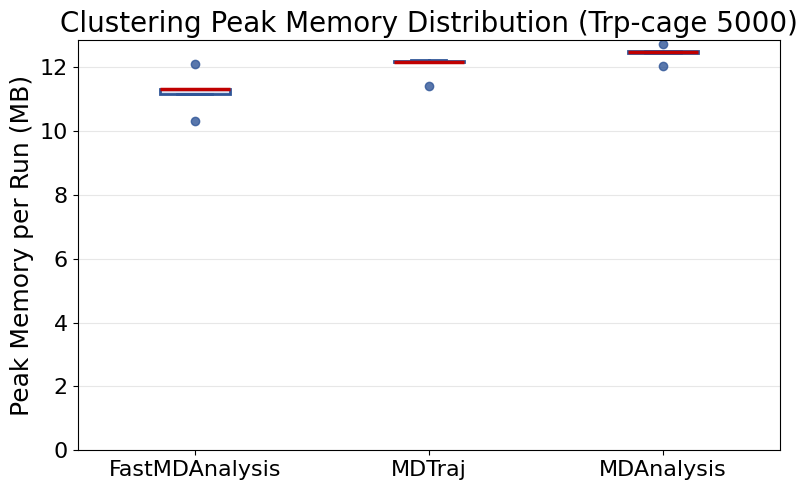 Clustering Peak Memory Distribution (Trp-cage 5000)
Peak Memory per Run (MB)
12
10
8
6
4
2
0
FastMDAnalysis MDTraj MDAnalysis